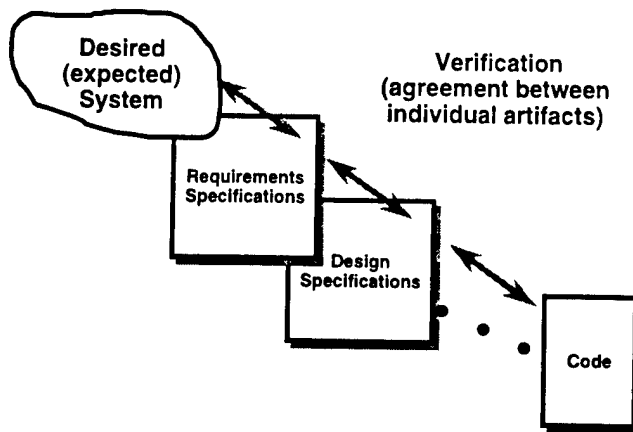 Desired
(expected)
System
Verification
(agreement between
individual artifacts)
Requirements
Specifications
Design
Specifications
Code